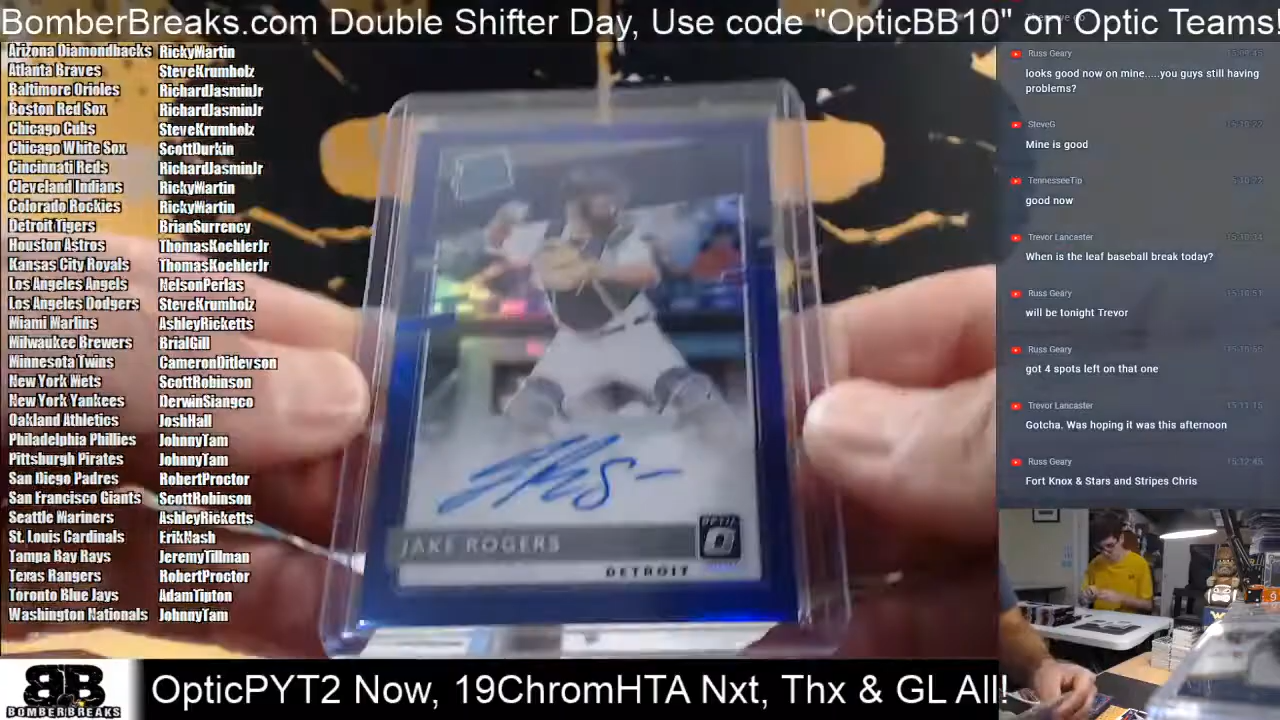 BomberBreaks.com Double Shifter Day, Use code "OpticBB10" on Optic Teams!
Arizona Diamondbacks RickyMartin
Atlanta Braves SteveKrumholz
Baltimore Orioles RichardJasminJr
Boston Red Sox RichardJasminJr
Chicago Cubs SteveKrumholz
Chicago White Sox ScottDurkin
Cincinnati Reds RichardJasminJr
Cleveland Indians RickyMartin
Colorado Rockies RickyMartin
Detroit Tigers BrianSurrency
Houston Astros ThomasKoehlerJr
Kansas City Royals ThomasKoehlerJr
Los Angeles Angels NelsonPerlas
Los Angeles Dodgers SteveKrumholz
Miami Marlins AshleyRicketts
Milwaukee Brewers BrialGill
Minnesota Twins CameronDitlevson
New York Mets ScottRobinson
New York Yankees DerwinSiangco
Oakland Athletics JoshHall
Philadelphia Phillies JohnnyTam
Pittsburgh Pirates JohnnyTam
San Diego Padres RobertProctor
San Francisco Giants ScottRobinson
Seattle Mariners AshleyRicketts
St. Louis Cardinals ErikNash
Tampa Bay Rays JeremyTillman
Texas Rangers RobertProctor
Toronto Blue Jays AdamTipton
Washington Nationals JohnnyTam
JAKE ROGERS
OPTIC
DETROIT
Russ Geary
looks good now on mine.....you guys still having
problems?
SteveG
Mine is good
TennesseeTip
good now
Trevor Lancaster
When is the leaf baseball break today?
Russ Geary
will be tonight Trevor
Russ Geary
got 4 spots left on that one
Trevor Lancaster
Gotcha. Was hoping it was this afternoon
Russ Geary
Fort Knox & Stars and Stripes Chris
BB
BOMBERBREAKS
OpticPYT2 Now, 19ChromHTA Nxt, Thx & GL All!